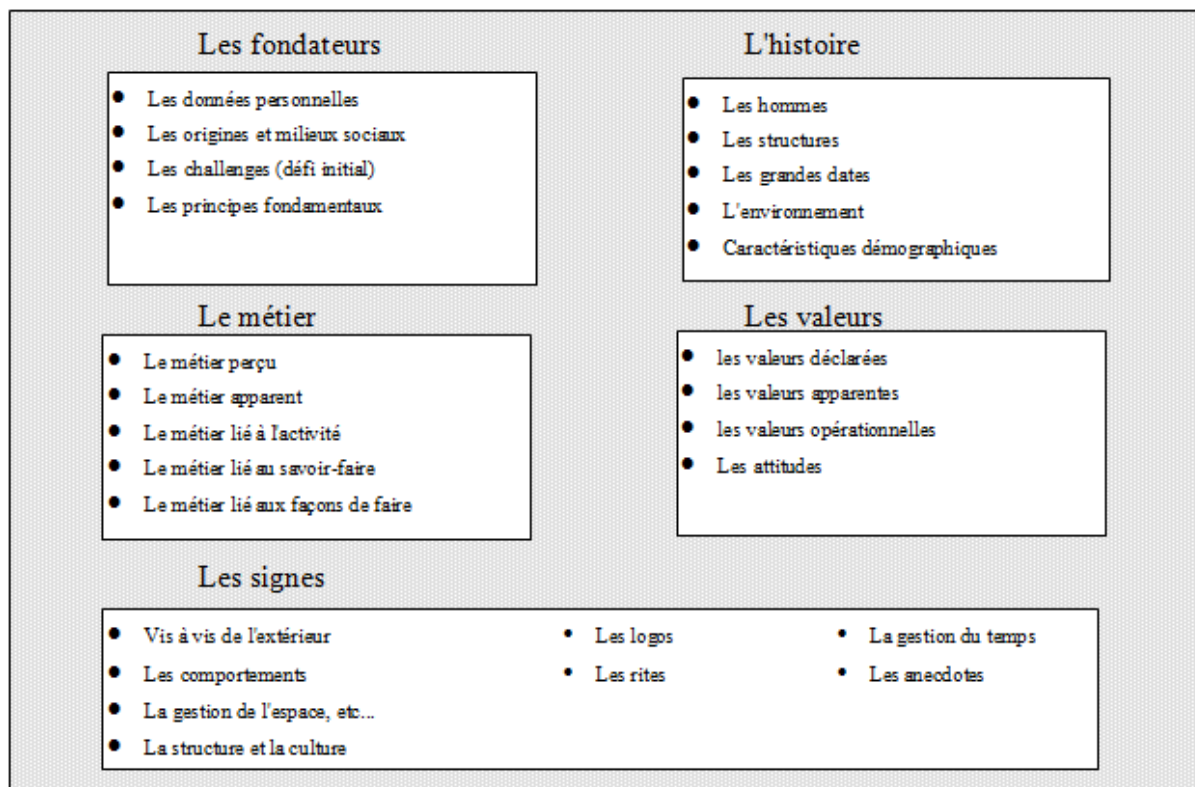 Les fondateurs
Les données personnelles
Les origines et milieux sociaux
Les challenges (défi initial)
Les principes fondamentaux
L'histoire
Les hommes
Les structures
Les grandes dates
L'environnement
Caractéristiques démographiques
Le métier
Le métier perçu
Le métier apparent
Le métier lié à l'activité
Le métier lié au savoir-faire
Le métier lié aux façons de faire
Les valeurs
les valeurs déclarées
les valeurs apparentes
les valeurs opérationnelles
Les attitudes
Les signes
Vis à vis de l'extérieur
Les comportements
La gestion de l'espace, etc...
La structure et la culture
Les logos
Les rites
La gestion du temps
Les anecdotes